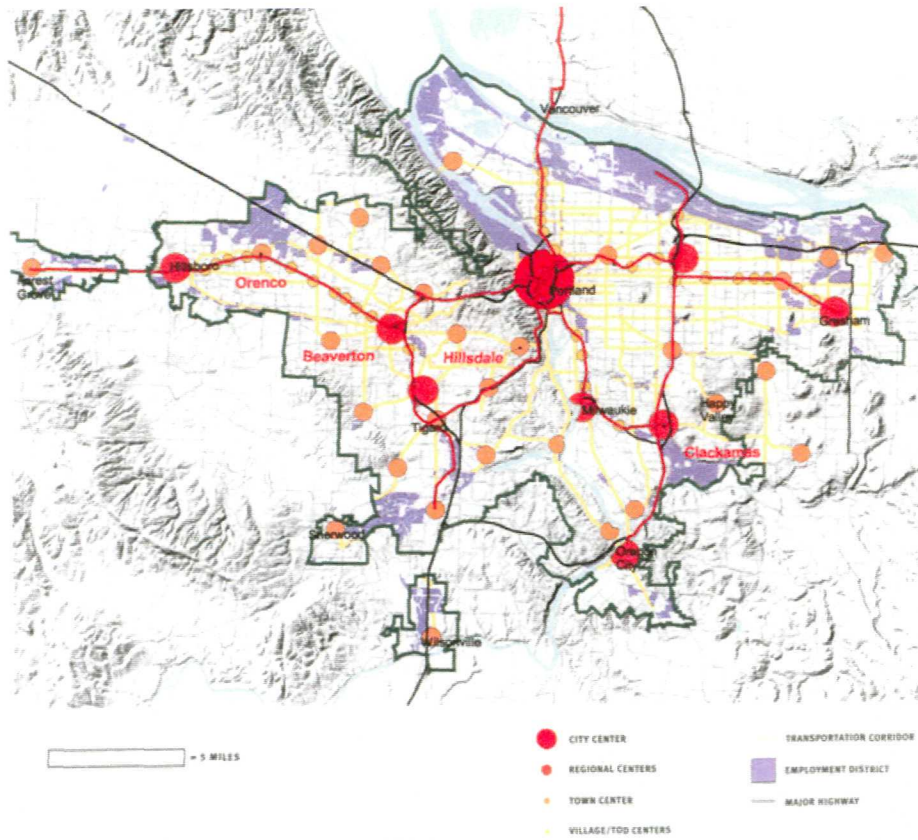 Vancouver
Hillsboro
Forest
Grove
Orenco
Portland
Gresham
Beaverton
Hillsdale
Milwaukie
Happy
Valley
Tigard
Clackamas
Sherwood
Oregon
City
Wilsonville
= 5 MILES
CITY CENTER
REGIONAL CENTERS
TOWN CENTER
VILLAGE/TOD CENTERS
TRANSPORTATION CORRIDOR
EMPLOYMENT DISTRICT
MAJOR HIGHWAY